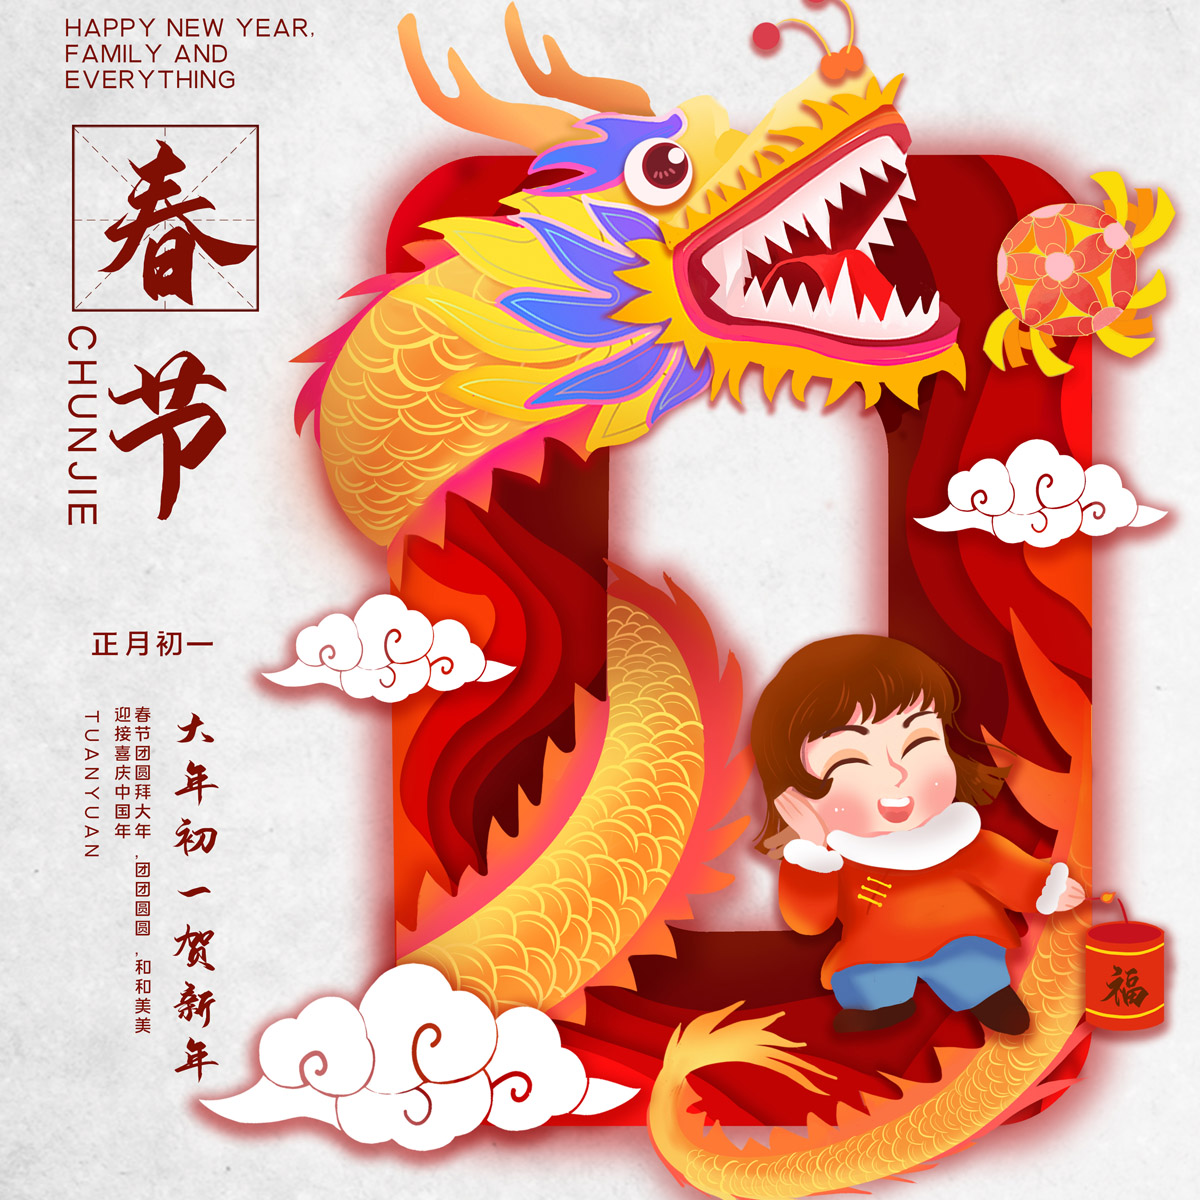 HAPPY NEW YEAR,
FAMILY AND
EVERYTHING
春节
CHUNJIE
正月初一
大年初一贺新年
春节团圆拜大年,团团圆圆,和和美美
迎接喜庆中国年
TUANYUAN
福